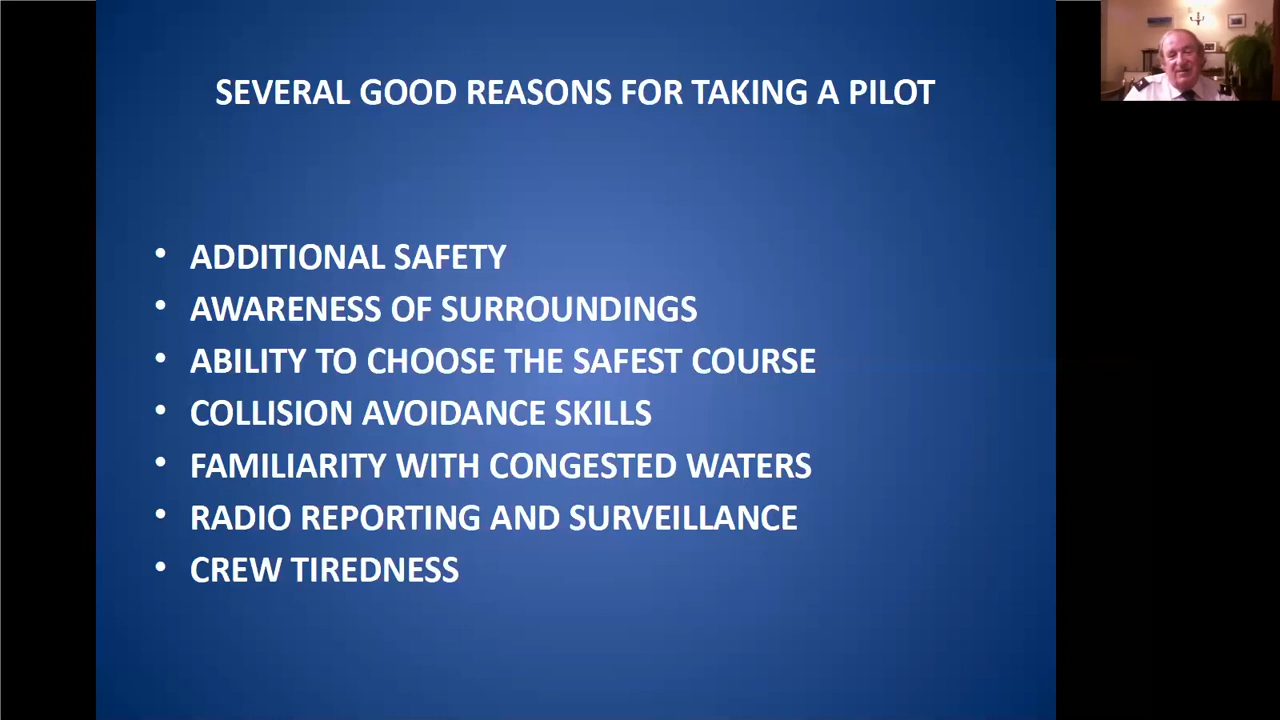 SEVERAL GOOD REASONS FOR TAKING A PILOT
• ADDITIONAL SAFETY
• AWARENESS OF SURROUNDINGS
• ABILITY TO CHOOSE THE SAFEST COURSE
• COLLISION AVOIDANCE SKILLS
• FAMILIARITY WITH CONGESTED WATERS
• RADIO REPORTING AND SURVEILLANCE
• CREW TIREDNESS